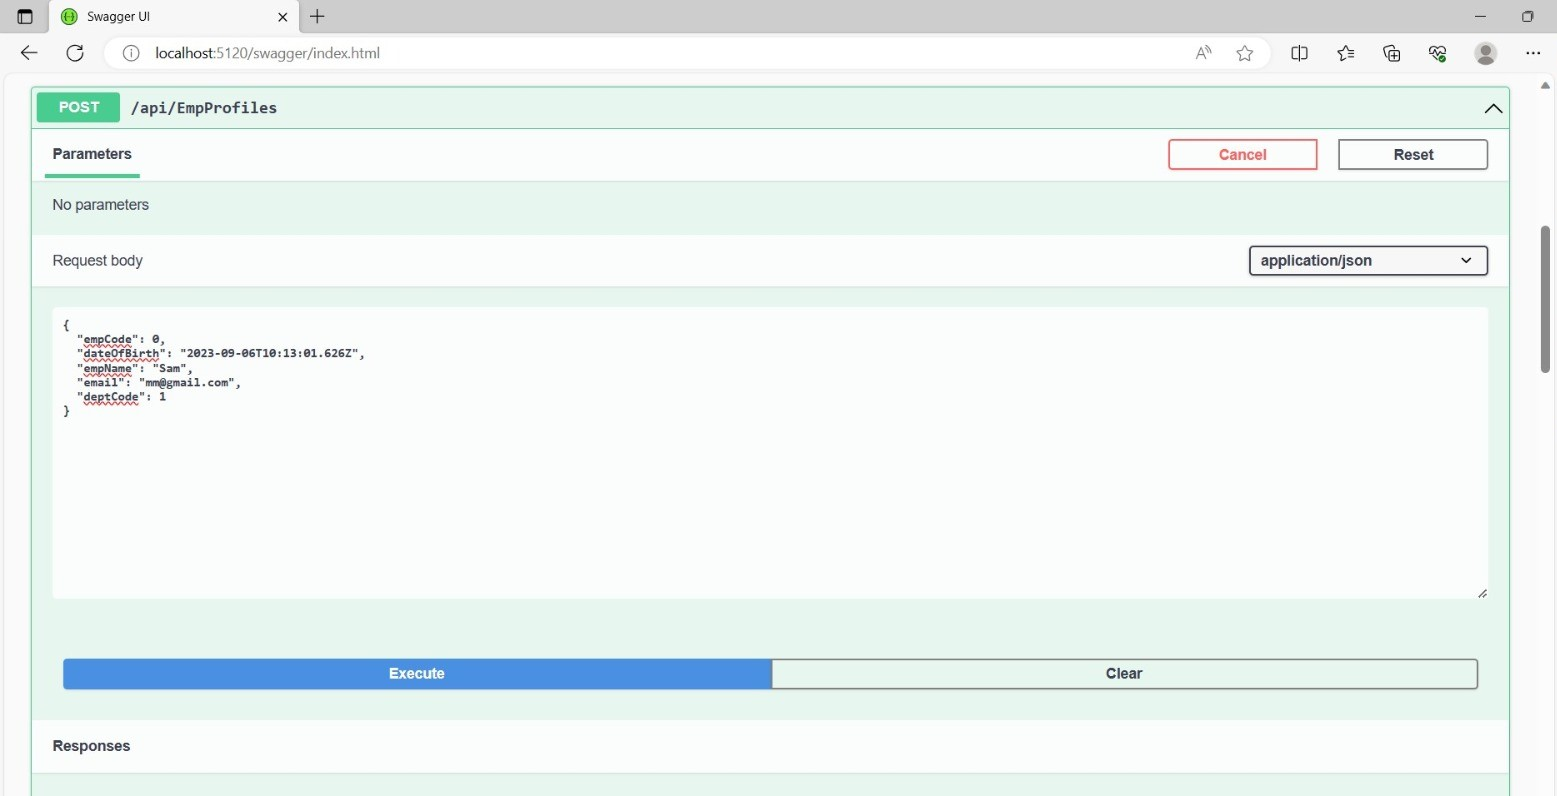 Swagger UI
localhost:5120/swagger/index.html
POST /api/EmpProfiles
Parameters
Cancel
Reset
No parameters
Request body
application/json
{
"empCode": 0,
"dateOfBirth": "2023-09-06T10:13:01.626Z",
"empName": "Sam",
"email": "mm@gmail.com",
"deptCode": 1
}
Execute
Clear
Responses